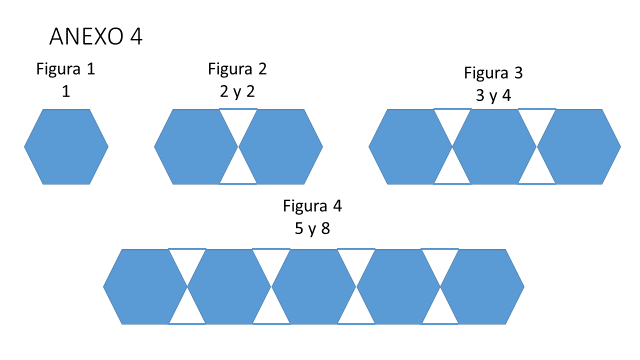 ANEXO 4
Figura 1
1
Figura 2
2 y 2
Figura 3
3 y 4
Figura 4
5 y 8